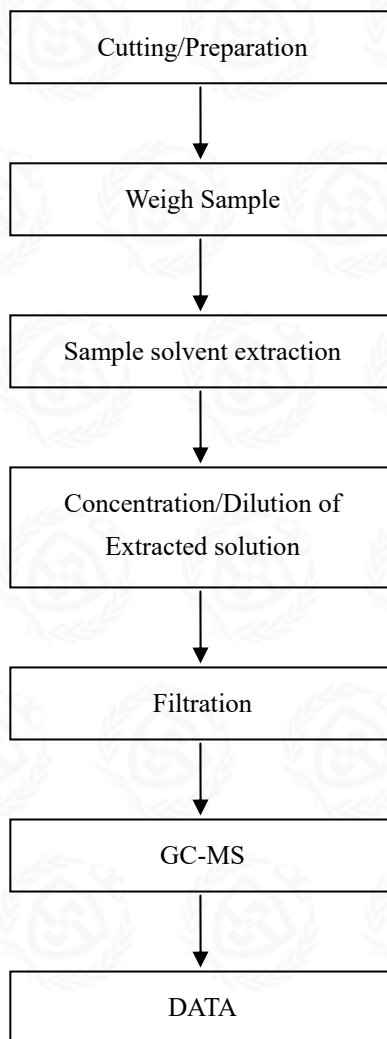 Cutting/Preparation
Weigh Sample
Sample solvent extraction
Concentration/Dilution of
Extracted solution
Filtration
GC-MS
DATA